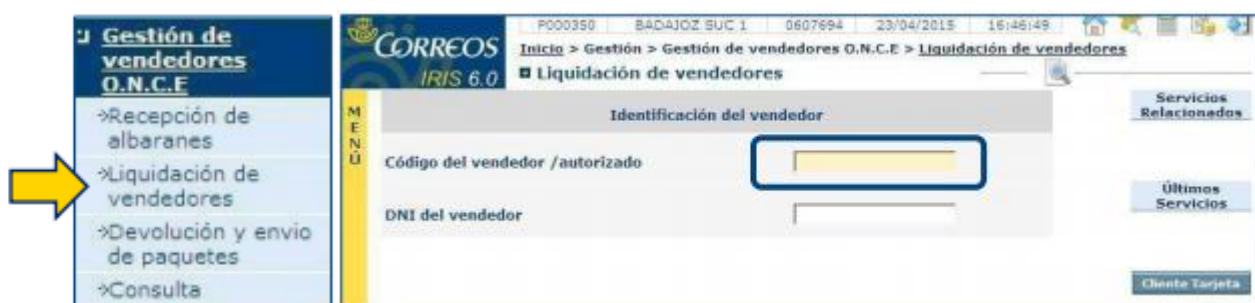 Gestión de
vendedores
O.N.C.E
Recepción de
albaranes
Liquidación de
vendedores
Devolución y envio
de paquetes
Consulta
CORREOS
IRIS 6.0
P000350 BADAJOZ SUC 1 0607694 23/04/2015 16:46:49
Inicio > Gestión > Gestión de vendedores O.N.C.E > Liquidación de vendedores
Liquidación de vendedores
MENÚ
Identificación del vendedor
Código del vendedor /autorizado
DNI del vendedor
Servicios
Relacionados
Últimos
Servicios
Cliente Tarjeta